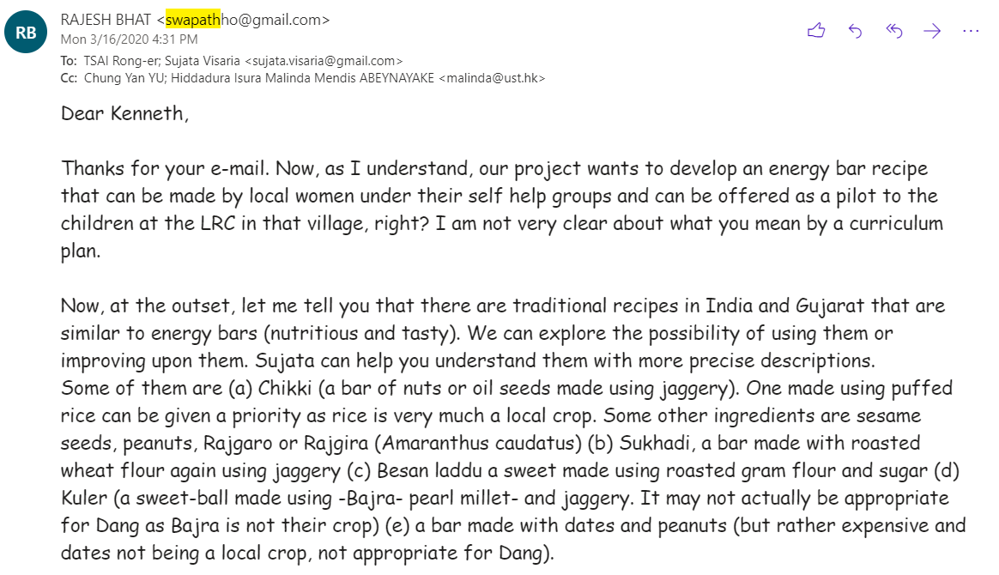 RB
RAJESH BHAT <swapathho@gmail.com>
Mon 3/16/2020 4:31 PM
To: TSAI Rong-er; Sujata Visaria <sujata.visaria@gmail.com>
Cc: Chung Yan YU; Hiddadura Isura Malinda Mendis ABEYNAYAKE <malinda@ust.hk>
Dear Kenneth,
Thanks for your e-mail. Now, as I understand, our project wants to develop an energy bar recipe
that can be made by local women under their self help groups and can be offered as a pilot to the
children at the LRC in that village, right? I am not very clear about what you mean by a curriculum
plan.
Now, at the outset, let me tell you that there are traditional recipes in India and Gujarat that are
similar to energy bars (nutritious and tasty). We can explore the possibility of using them or
improving upon them. Sujata can help you understand them with more precise descriptions.
Some of them are (a) Chikki (a bar of nuts or oil seeds made using jaggery). One made using puffed
rice can be given a priority as rice is very much a local crop. Some other ingredients are sesame
seeds, peanuts, Rajgaro or Rajgira (Amaranthus caudatus) (b) Sukhadi, a bar made with roasted
wheat flour again using jaggery (c) Besan laddu a sweet made using roasted gram flour and sugar (d)
Kuler (a sweet-ball made using -Bajra- pearl millet- and jaggery. It may not actually be appropriate
for Dang as Bajra is not their crop) (e) a bar made with dates and peanuts (but rather expensive and
dates not being a local crop, not appropriate for Dang).